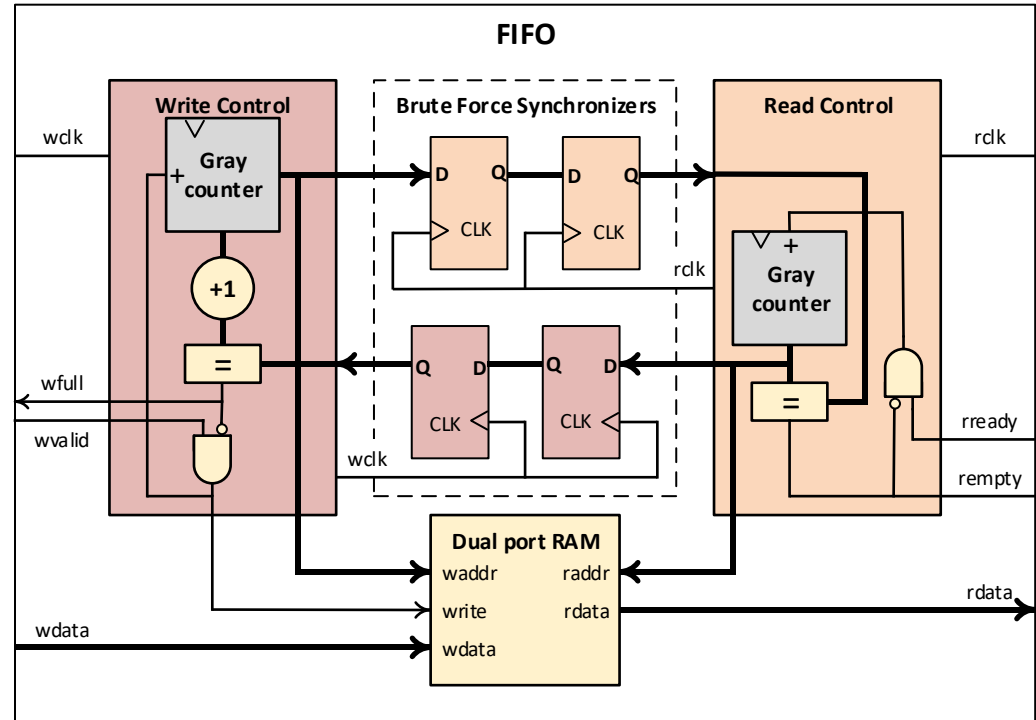 FIFO
Write Control
Brute Force Synchronizers
Read Control
wclk
rclk
Gray
counter
+
D
Q
D
Q
CLK
CLK
rclk
+
Gray
counter
+1
=
Q
D
Q
D
=
wfull
CLK
CLK
wvalid
rready
wclk
rempty
Dual port RAM
waddr
raddr
write
rdata
rdata
wdata
wdata